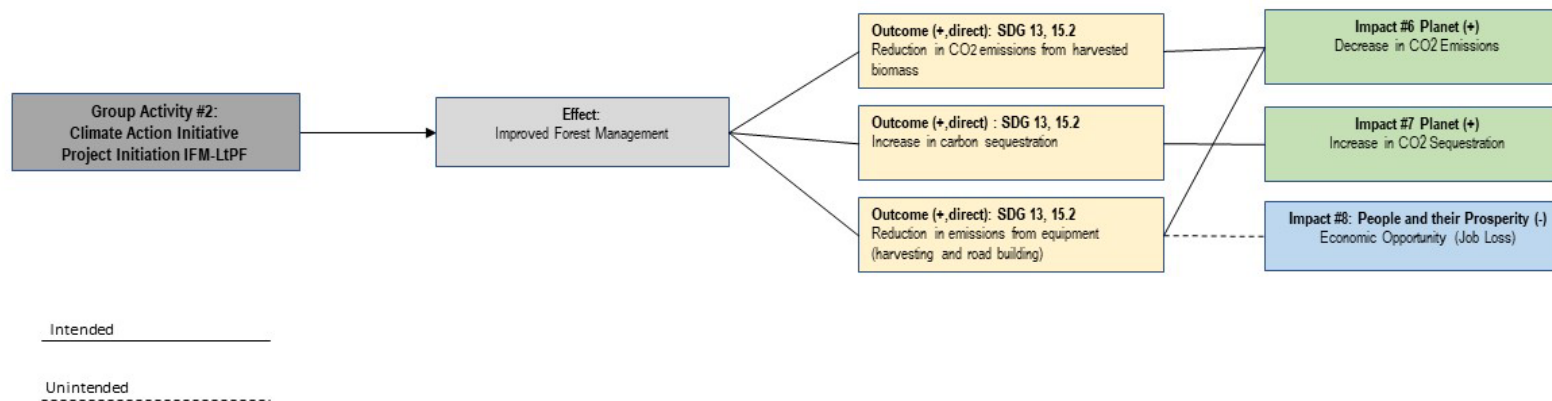 Group Activity #2:
Climate Action Initiative
Project Initiation IFM-LtPF
Effect:
Improved Forest Management
Outcome (+,direct): SDG 13, 15.2
Reduction in CO2 emissions from harvested
biomass
Outcome (+,direct) : SDG 13, 15.2
Increase in carbon sequestration
Outcome (+,direct): SDG 13, 15.2
Reduction in emissions from equipment
(harvesting and road building)
Impact #6 Planet (+)
Decrease in CO2 Emissions
Impact #7 Planet (+)
Increase in CO2 Sequestration
Impact #8: People and their Prosperity (-)
Economic Opportunity (Job Loss)
Intended
Unintended